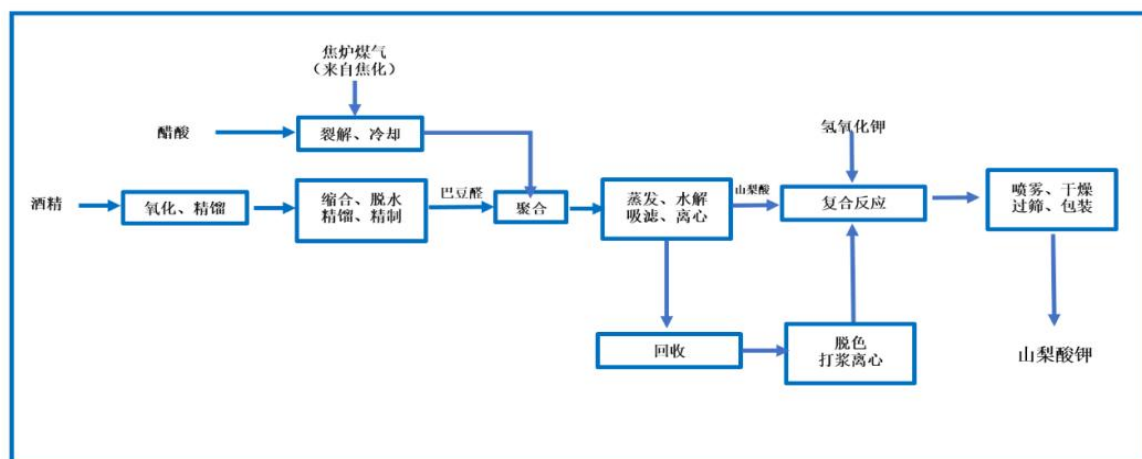 焦炉煤气
（来自焦化）
醋酸
裂解、冷却
氢氧化钾
酒精
氧化、精馏
缩合、脱水
精馏、精制
巴豆醛
聚合
蒸发、水解
吸滤、离心
山梨酸
复合反应
喷雾、干燥
过筛、包装
回收
脱色
打浆离心
山梨酸钾